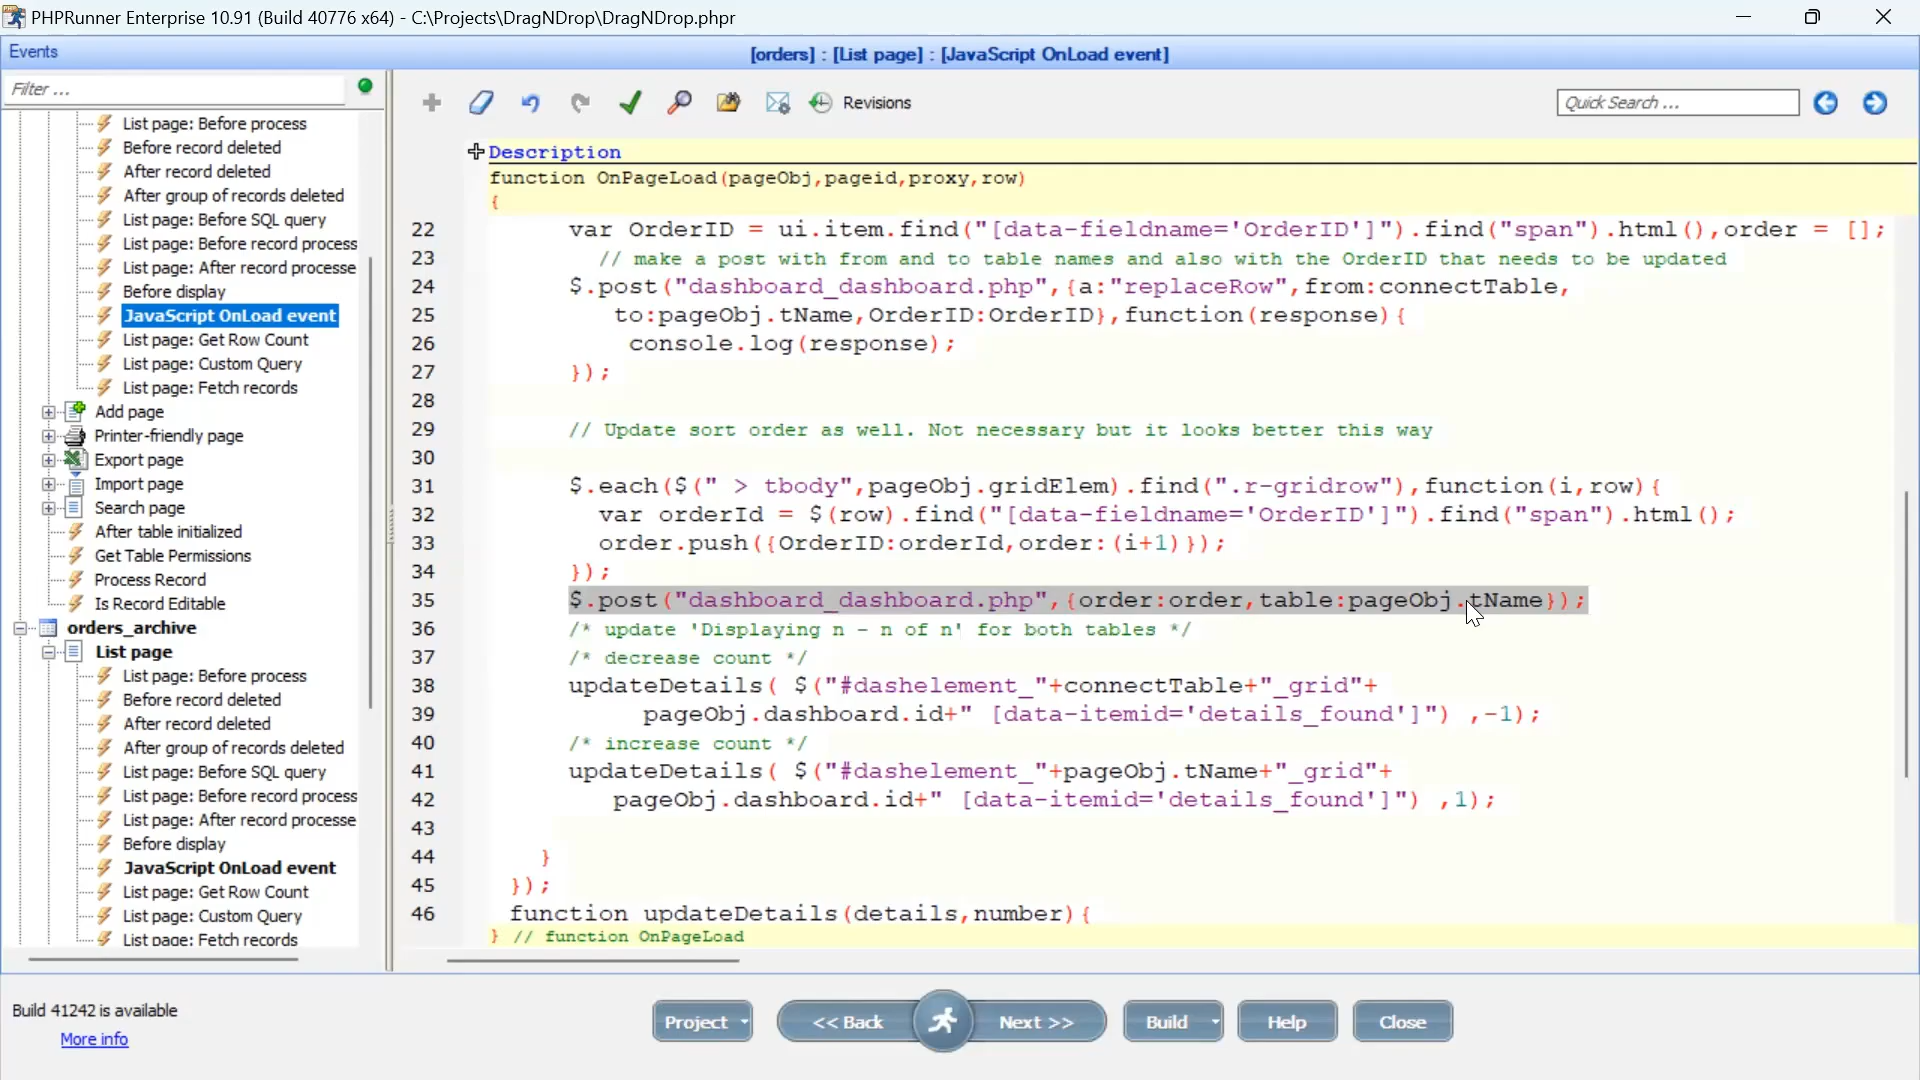 PHPRunner Enterprise 10.91 (Build 40776 x64) - C:\Projects\DragNDrop\DragNDrop.phpr
Events
[orders] : [List page] : [JavaScript OnLoad event]
Filter ...
Revisions
Quick Search ...
List page: Before process
Before record deleted
After record deleted
After group of records deleted
List page: Before SQL query
List page: Before record process
List page: After record processe
Before display
JavaScript OnLoad event
List page: Get Row Count
List page: Custom Query
List page: Fetch records
Add page
Printer-friendly page
Export page
Import page
Search page
After table initialized
Get Table Permissions
Process Record
Is Record Editable
orders_archive
List page
List page: Before process
Before record deleted
After record deleted
After group of records deleted
List page: Before SQL query
List page: Before record process
List page: After record processe
Before display
JavaScript OnLoad event
List page: Get Row Count
List page: Custom Query
List page: Fetch records
Description
function OnPageLoad(pageObj,pageid,proxy,row)
{
22 var OrderID = ui.item.find("[data-fieldname='OrderID']").find("span").html(),order = [];
23 // make a post with from and to table names and also with the OrderID that needs to be updated
24 $.post("dashboard_dashboard.php",{a:"replaceRow",from:connectTable,
25 to:pageObj.tName,OrderID:OrderID},function(response){
26 console.log(response);
27 });
28
29 // Update sort order as well. Not necessary but it looks better this way
30
31 $.each($(" > tbody",pageObj.gridElem).find(".r-gridrow"),function(i,row){
32 var orderId = $(row).find("[data-fieldname='OrderID']").find("span").html();
33 order.push({OrderID:orderId,order:(i+1)});
34 });
35 $.post("dashboard_dashboard.php",{order:order,table:pageObj.tName});
36 /* update 'Displaying n - n of n' for both tables */
37 /* decrease count */
38 updateDetails( $("#dashelement_"+connectTable+"_grid"+
39 pageObj.dashboard.id+" [data-itemid='details_found']") ,-1);
40 /* increase count */
41 updateDetails( $("#dashelement_"+pageObj.tName+"_grid"+
42 pageObj.dashboard.id+" [data-itemid='details_found']") ,1);
43
44 }
45 });
46 function updateDetails(details,number){
} // function OnPageLoad
Build 41242 is available
More info
Project
<< Back
Next >>
Build
Help
Close